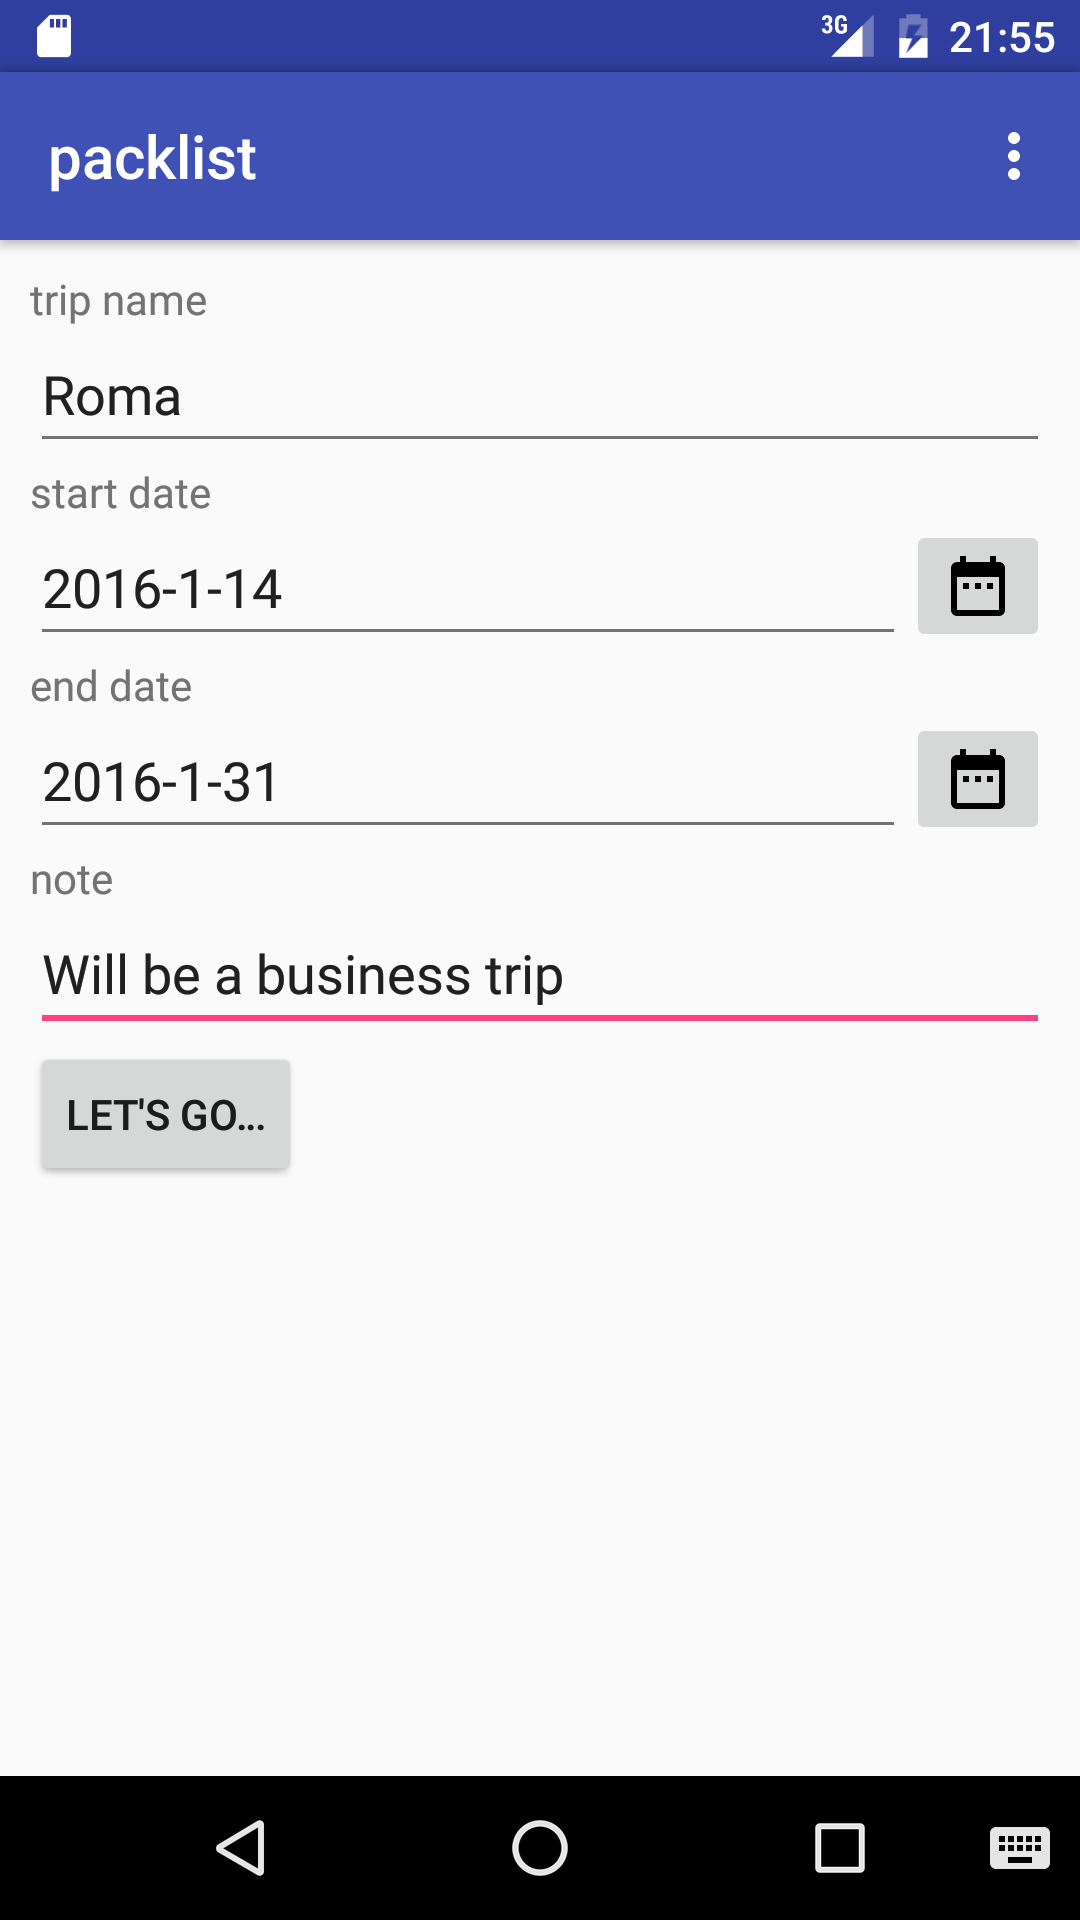 3G 21:55
packlist
trip name
Roma
start date
2016-1-14
end date
2016-1-31
note
Will be a business trip
LET'S GO...